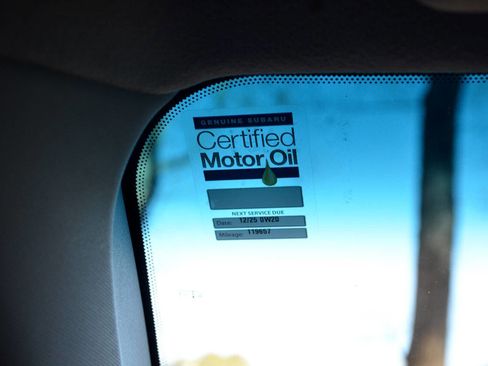 GENUINE SUBARU
Certified
Motor Oil
NEXT SERVICE DUE
Date: 12/25 0W20
Mileage: 119657